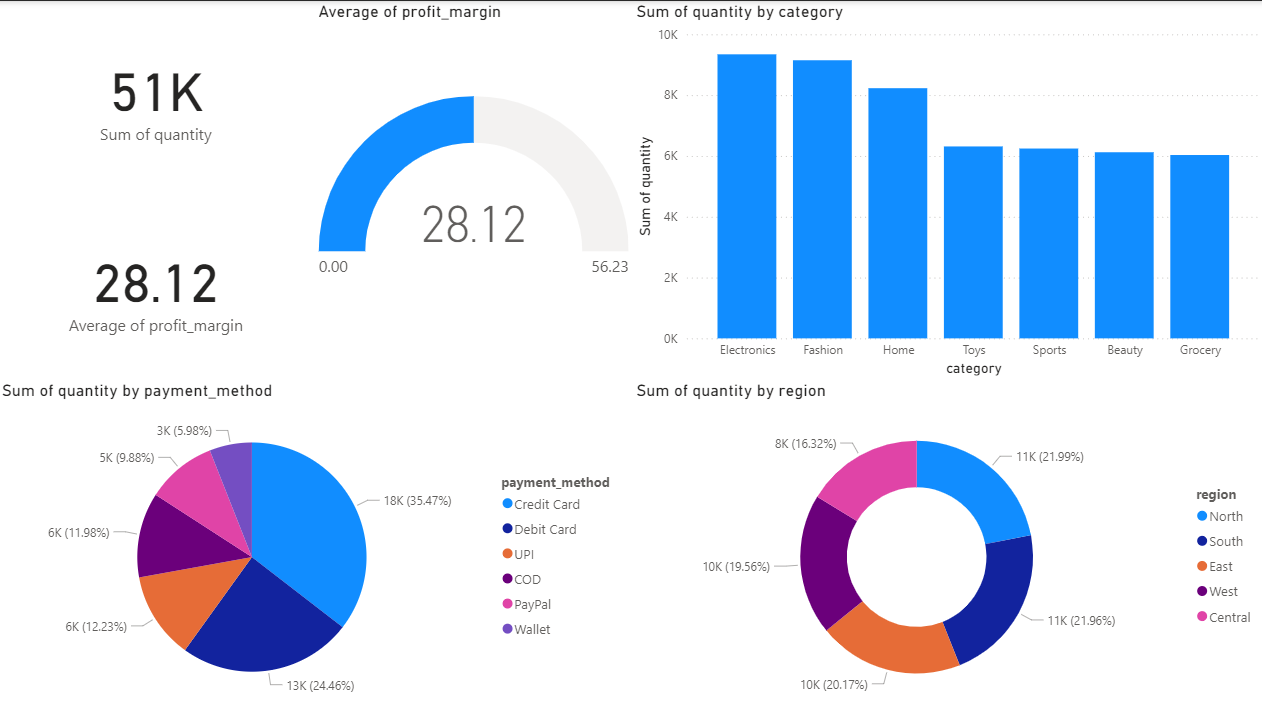 51K
Sum of quantity
28.12
Average of profit_margin
Average of profit_margin
28.12
0.00
56.23
Sum of quantity by category
Sum of quantity
10K
8K
6K
4K
2K
0K
Electronics
Fashion
Home
Toys
Sports
Beauty
Grocery
category
Sum of quantity by payment_method
18K (35.47%)
13K (24.46%)
6K (12.23%)
6K (11.98%)
5K (9.88%)
3K (5.98%)
payment_method
Credit Card
Debit Card
UPI
COD
PayPal
Wallet
Sum of quantity by region
11K (21.99%)
11K (21.96%)
10K (20.17%)
10K (19.56%)
8K (16.32%)
region
North
South
East
West
Central